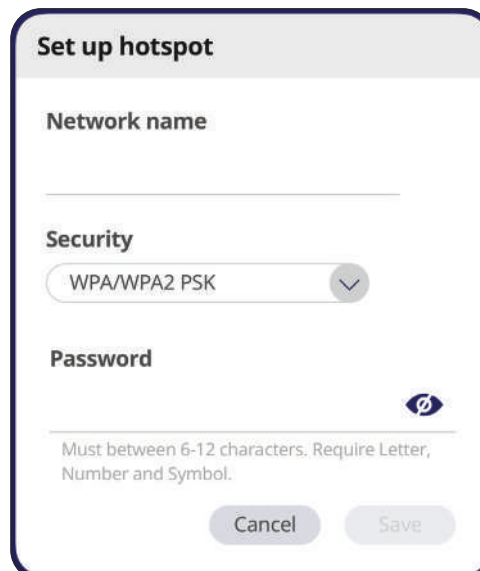 Set up hotspot
Network name
Security
WPA/WPA2 PSK
Password
Must between 6-12 characters. Require Letter,
Number and Symbol.
Cancel
Save